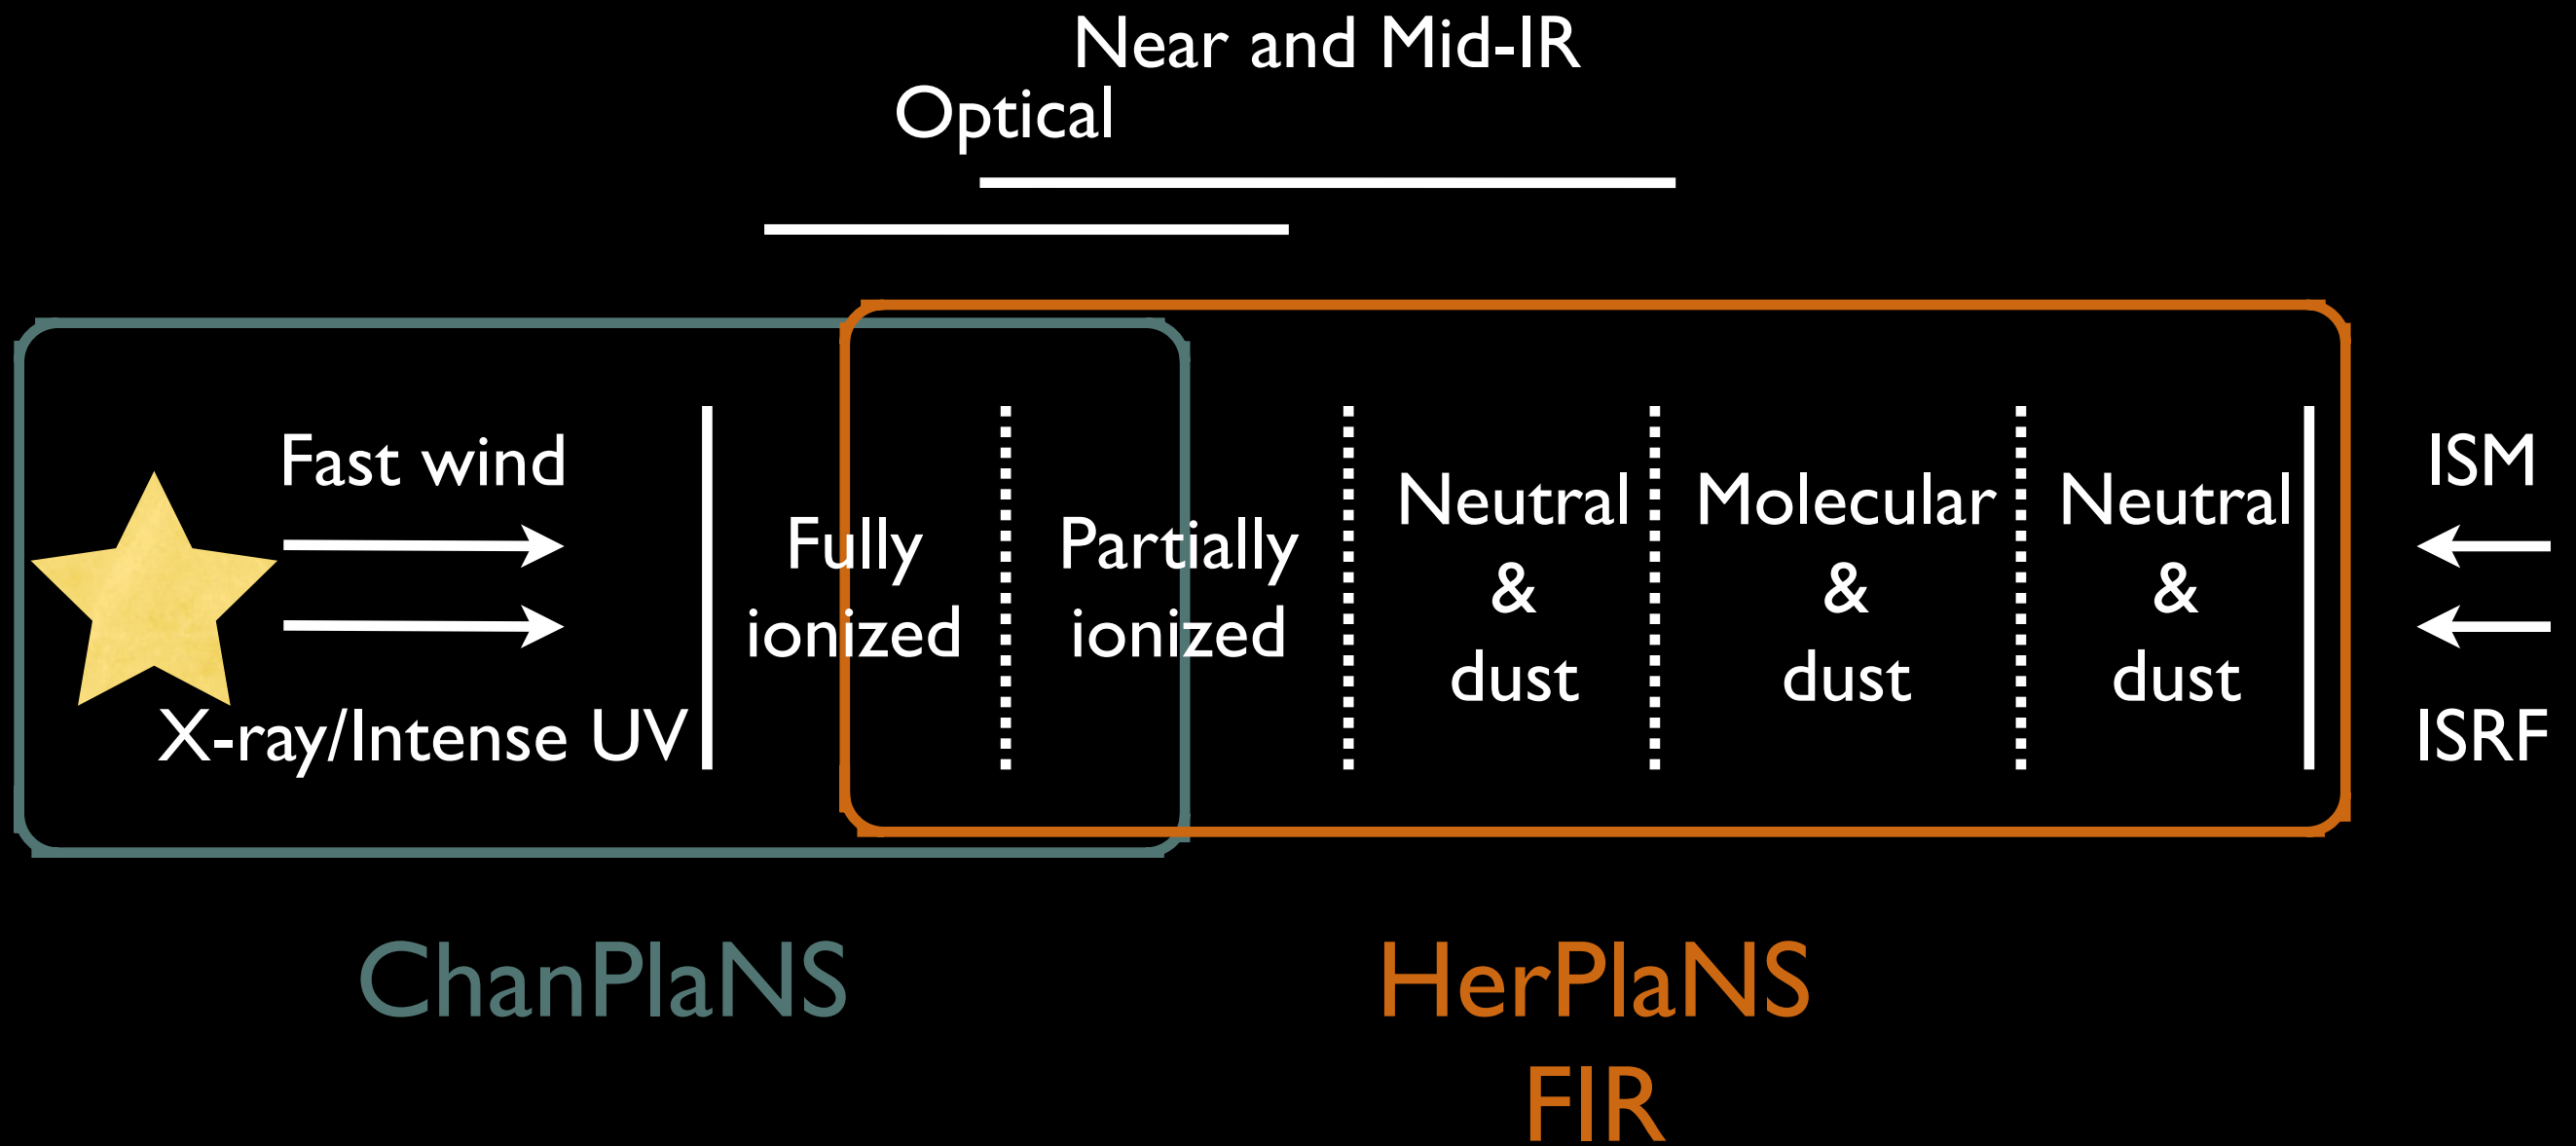 Near and Mid-IR
Optical
Fast wind
X-ray/Intense UV
Fully
ionized
Partially
ionized
Neutral
&
dust
Molecular
&
dust
Neutral
&
dust
ISM
ISRF
ChanPlaNS
HerPlaNS
FIR